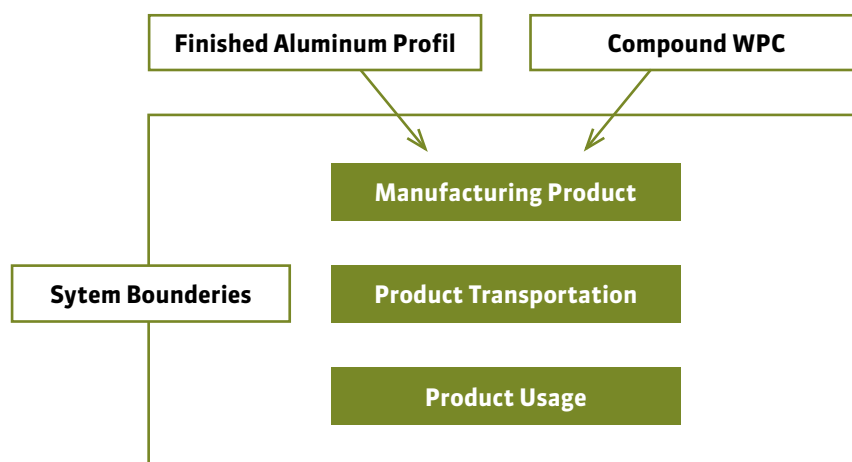 Finished Aluminum Profil
Compound WPC
Manufacturing Product
Sytem Bounderies
Product Transportation
Product Usage